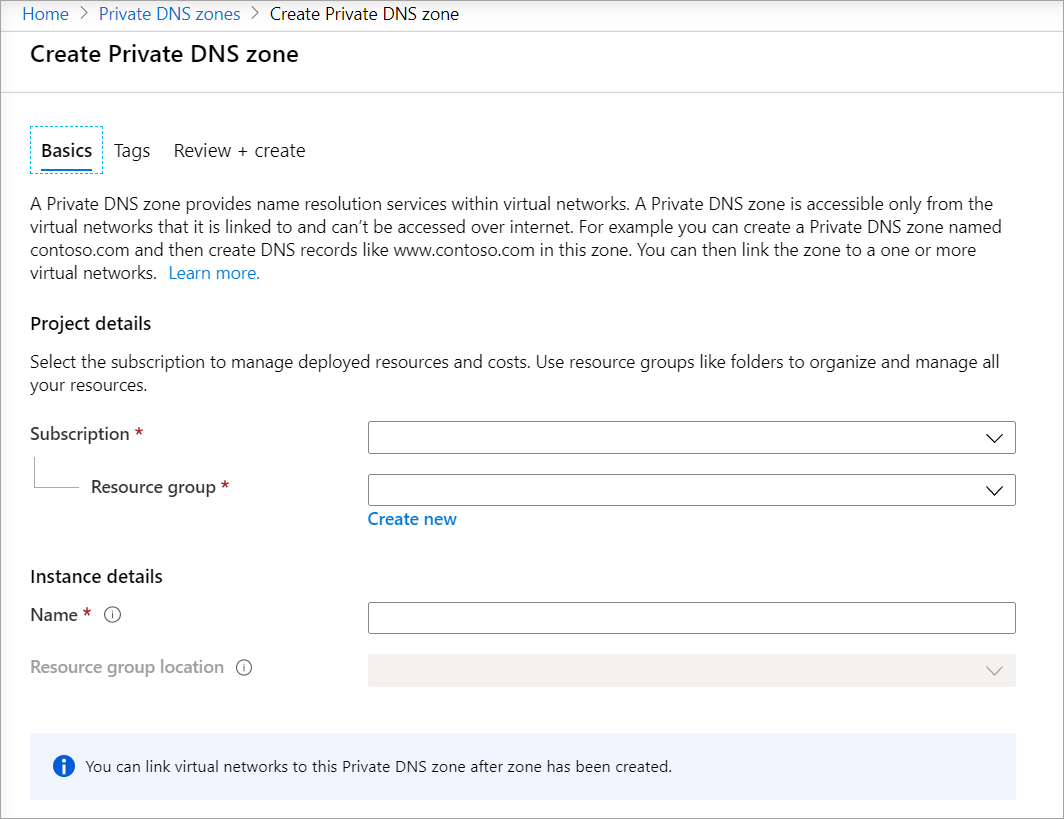 Home > Private DNS zones > Create Private DNS zone
Create Private DNS zone
Basics Tags Review + create
A Private DNS zone provides name resolution services within virtual networks. A Private DNS zone is accessible only from the
virtual networks that it is linked to and can’t be accessed over internet. For example you can create a Private DNS zone named
contoso.com and then create DNS records like www.contoso.com in this zone. You can then link the zone to a one or more
virtual networks. Learn more.
Project details
Select the subscription to manage deployed resources and costs. Use resource groups like folders to organize and manage all
your resources.
Subscription *
Resource group *
Create new
Instance details
Name *
Resource group location
You can link virtual networks to this Private DNS zone after zone has been created.